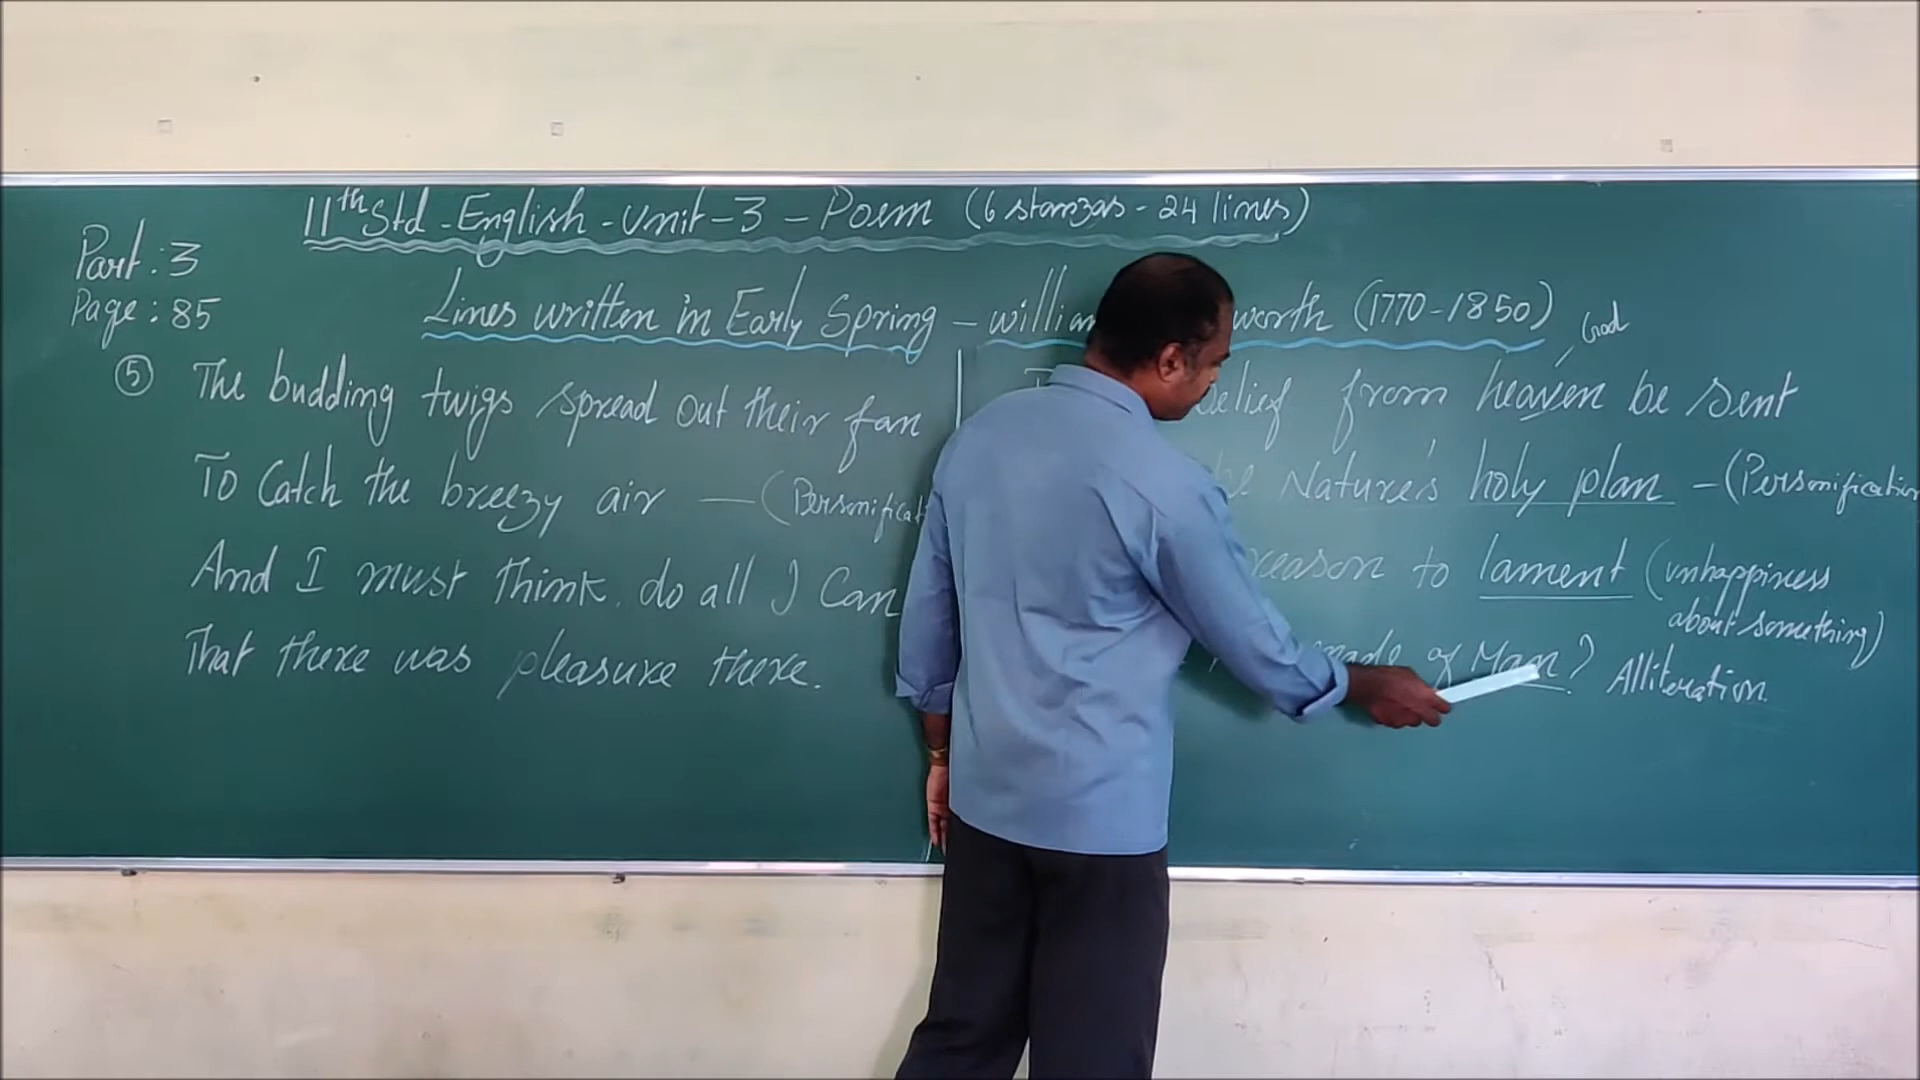 11th Std - English - Unit - 3 - Poem (6 stanzas - 24 lines)
Part : 3
Page : 85
Lines written in Early Spring - william worth (1770-1850)
God
5 The budding twigs spread out their fan
To Catch the breezy air - (Personificat
And I must think, do all I Can
That there was pleasure there.
belief from heaven be sent
be Nature's holy plan - (Personification
reason to lament (unhappiness
about something)
made of Man? Alliteration